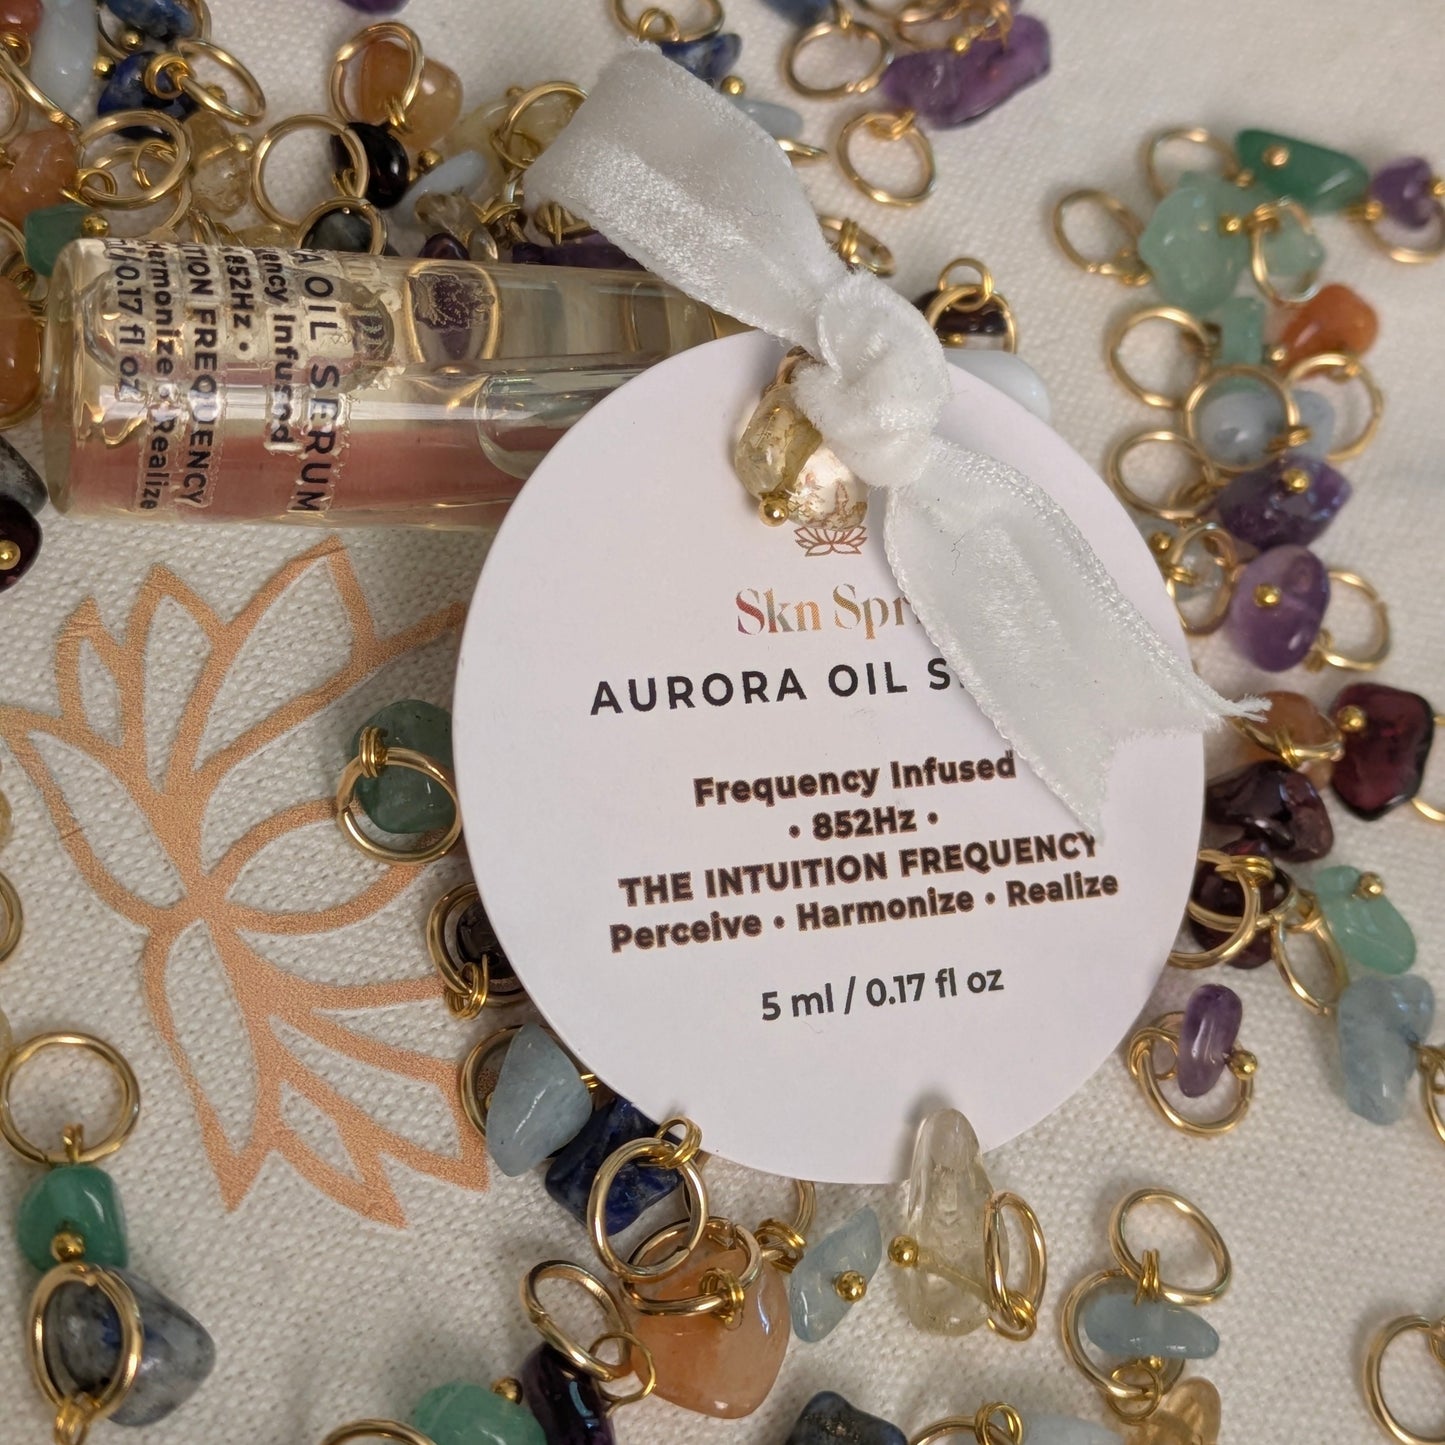 A OIL SERUM
ency Infused
852Hz •
TION FREQUENCY
Harmonize • Realize
/0.17 fl oz
Skn Spr
AURORA OIL S
Frequency Infused
• 852Hz •
THE INTUITION FREQUENCY
Perceive • Harmonize • Realize
5 ml / 0.17 fl oz